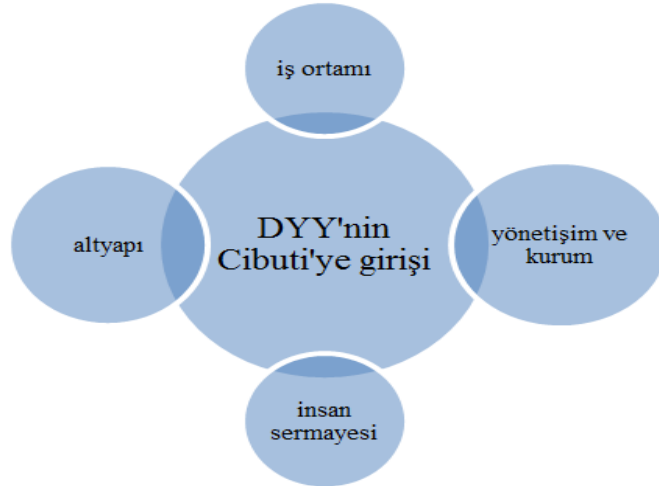 iş ortamı
altyapı
DYY'nin
Cibuti'ye girişi
yönetişim ve
kurum
insan
sermayesi